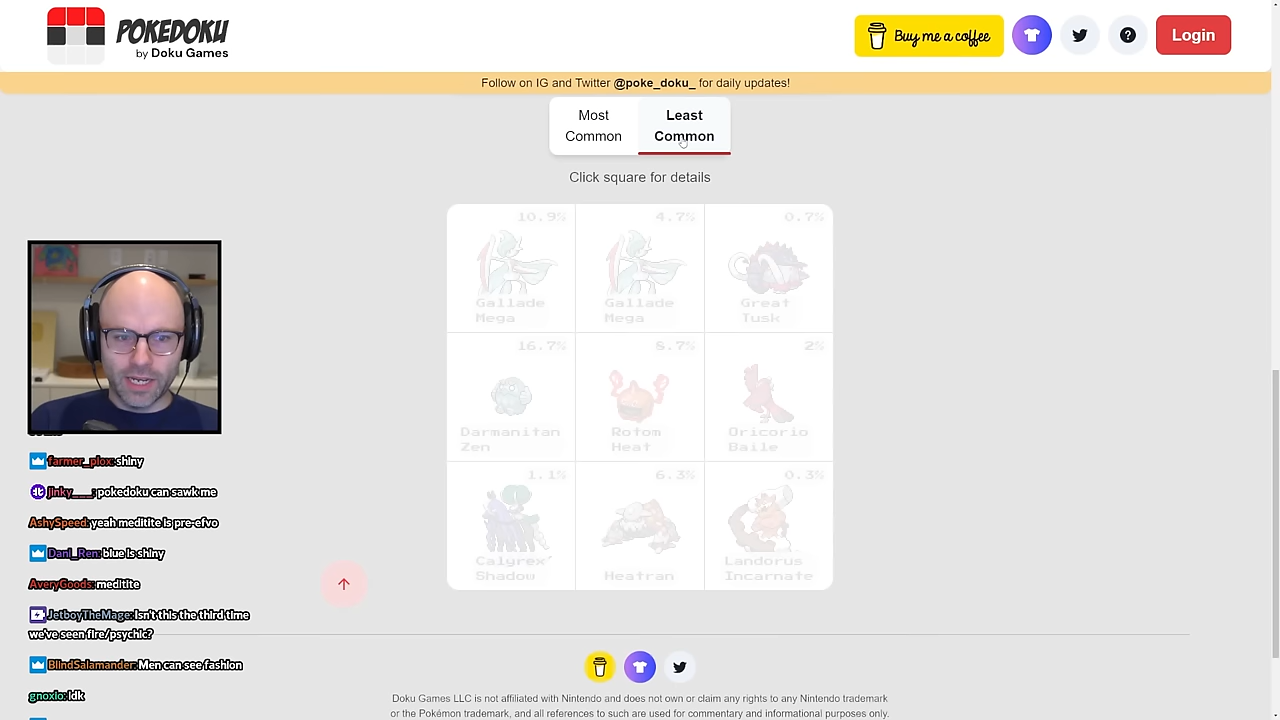 POKEDOKU
by Doku Games
Buy me a coffee
Login
Follow on IG and Twitter @poke_doku_ for daily updates!
Most Common
Least Common
Click square for details
10.9%
Gallade
Mega
4.7%
Gallade
Mega
0.7%
Great
Tusk
16.7%
Darmanitan
Zen
8.7%
Rotom
Heat
2%
Oricorio
Baile
1.1%
Calyrex
Shadow
6.3%
Heatran
0.3%
Landorus
Incarnate
farmer_plox: shiny
jinky___: pokedoku can sawk me
AshySpeed: yeah meditite is pre-efvo
Dani_Ren: blue is shiny
AveryGoods: meditite
JetboyTheMage: Isn't this the third time
we've seen fire/psychic?
BlindSalamander: Men can see fashion
gnoxio: Idk
Doku Games LLC is not affiliated with Nintendo and does not own or claim any rights to any Nintendo trademark
or the Pokémon trademark, and all references to such are used for commentary and informational purposes only.